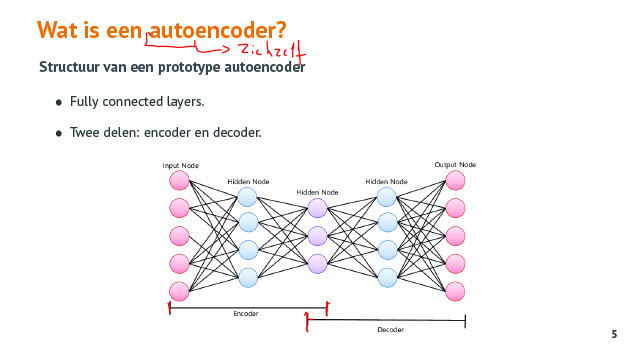 Wat is een autoencoder?
zichzelf
Structuur van een prototype autoencoder
● Fully connected layers.
● Twee delen: encoder en decoder.
Input Node
Output Node
Hidden Node
Hidden Node
Hidden Node
Encoder
Decoder
5